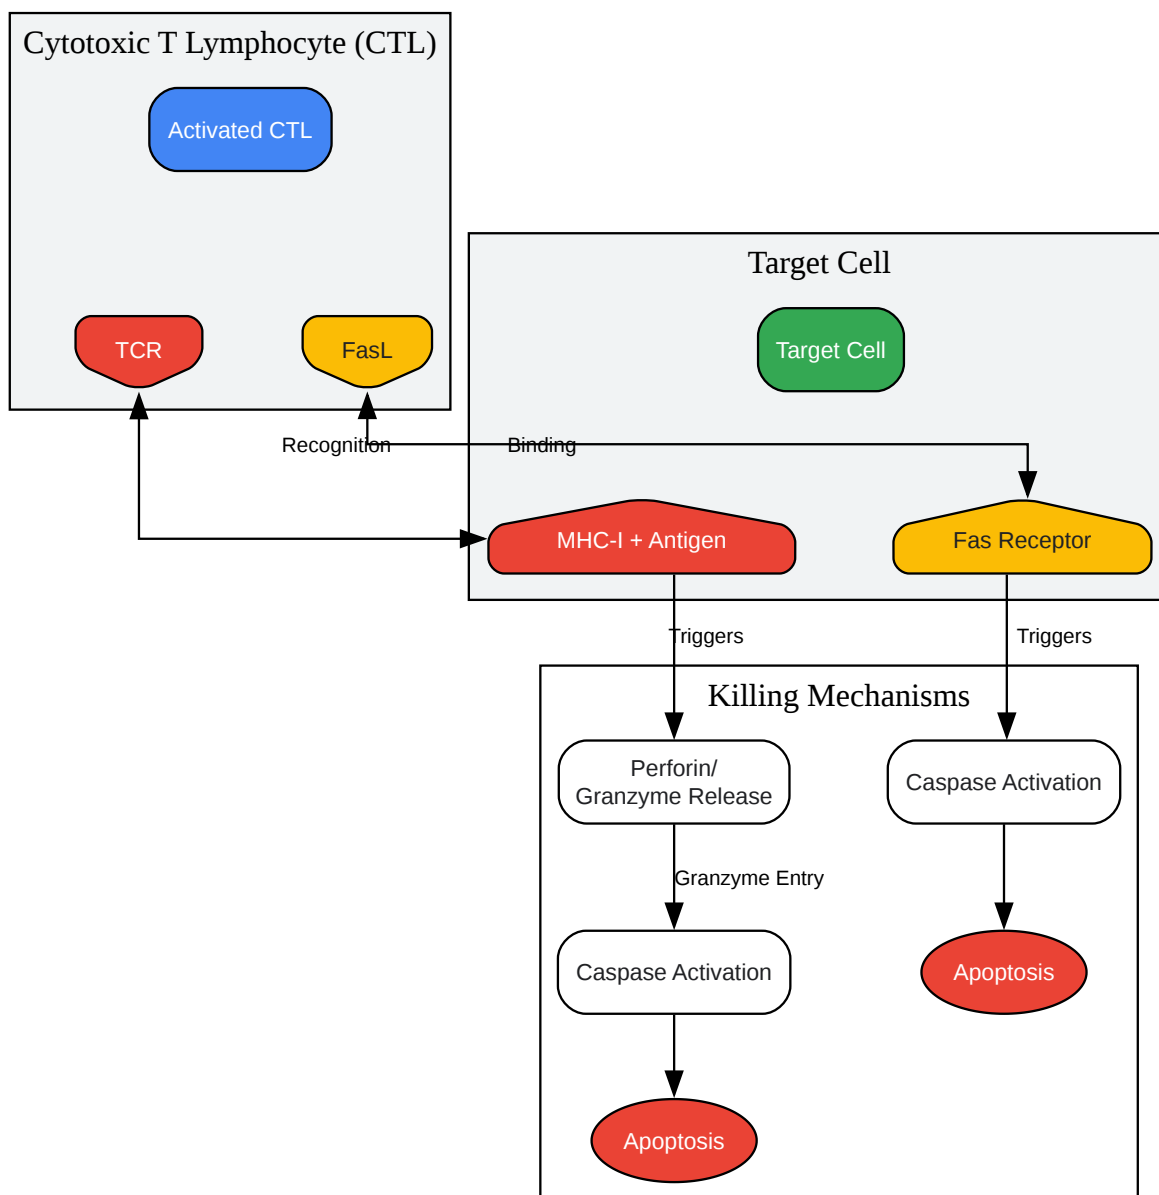 Cytotoxic T Lymphocyte (CTL)
Activated CTL
TCR
FasL
Target Cell
Target Cell
Recognition
Binding
MHC-I + Antigen
Fas Receptor
Triggers
Triggers
Killing Mechanisms
Perforin/
Granzyme Release
Caspase Activation
Granzyme Entry
Caspase Activation
Apoptosis
Apoptosis